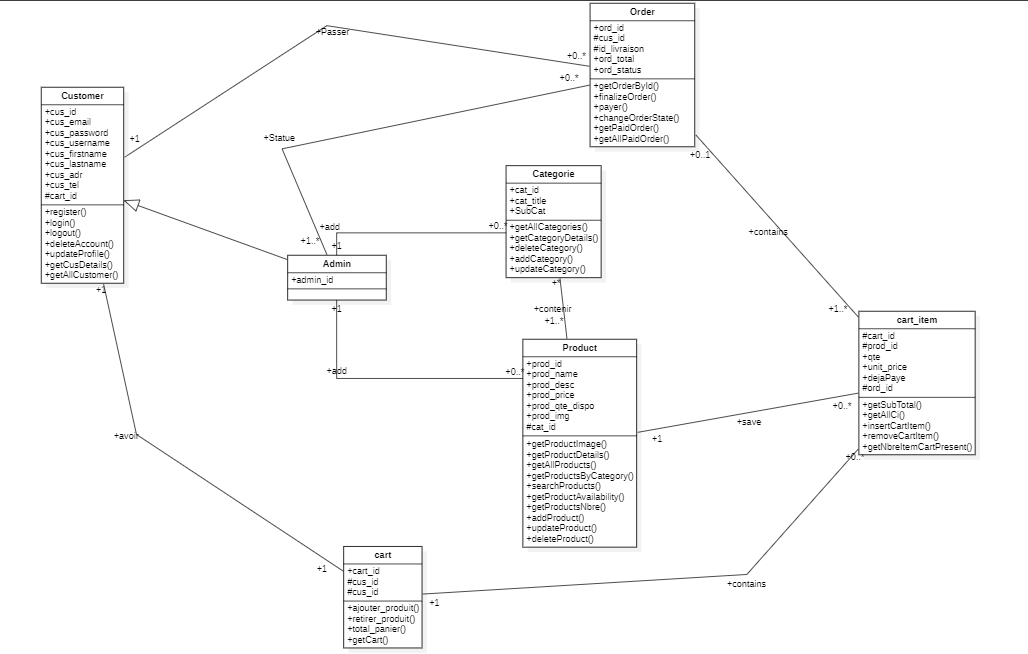 Order
+ord_id
#cus_id
#id_livraison
+ord_total
+ord_status
+getOrderById()
+finalizeOrder()
+payer()
+changeOrderState()
+getPaidOrder()
+getAllPaidOrder()
+Passer
+0..*
+0..*
Customer
+cus_id
+cus_email
+cus_password
+cus_username
+cus_firstname
+cus_lastname
+cus_adr
+cus_tel
#cart_id
+register()
+login()
+logout()
+deleteAccount()
+updateProfile()
+getCusDetails()
+getAllCustomer()
+1
+Statue
+0..1
Categorie
+cat_id
+cat_title
+SubCat
+getAllCategories()
+getCategoryDetails()
+deleteCategory()
+addCategory()
+updateCategory()
+add
+0..*
+1..*
+1
+contains
Admin
+admin_id
+1
+1
+*
+contenir
+1..*
+1..*
cart_item
#cart_id
#prod_id
+qte
+unit_price
+dejaPaye
#ord_id
+getSubTotal()
+getAllCi()
+insertCartItem()
+removeCartItem()
+getNbreItemCartPresent()
Product
+prod_id
+prod_name
+prod_desc
+prod_price
+prod_qte_dispo
+prod_img
#cat_id
+getProductImage()
+getProductDetails()
+getAllProducts()
+getProductsByCategory()
+searchProducts()
+getProductAvailability()
+getProductsNbre()
+addProduct()
+updateProduct()
+deleteProduct()
+add
+0..*
+0..*
+save
+1
+avoir
+0..*
cart
+cart_id
#cus_id
#cus_id
+ajouter_produit()
+retirer_produit()
+total_panier()
+getCart()
+1
+contains
+1